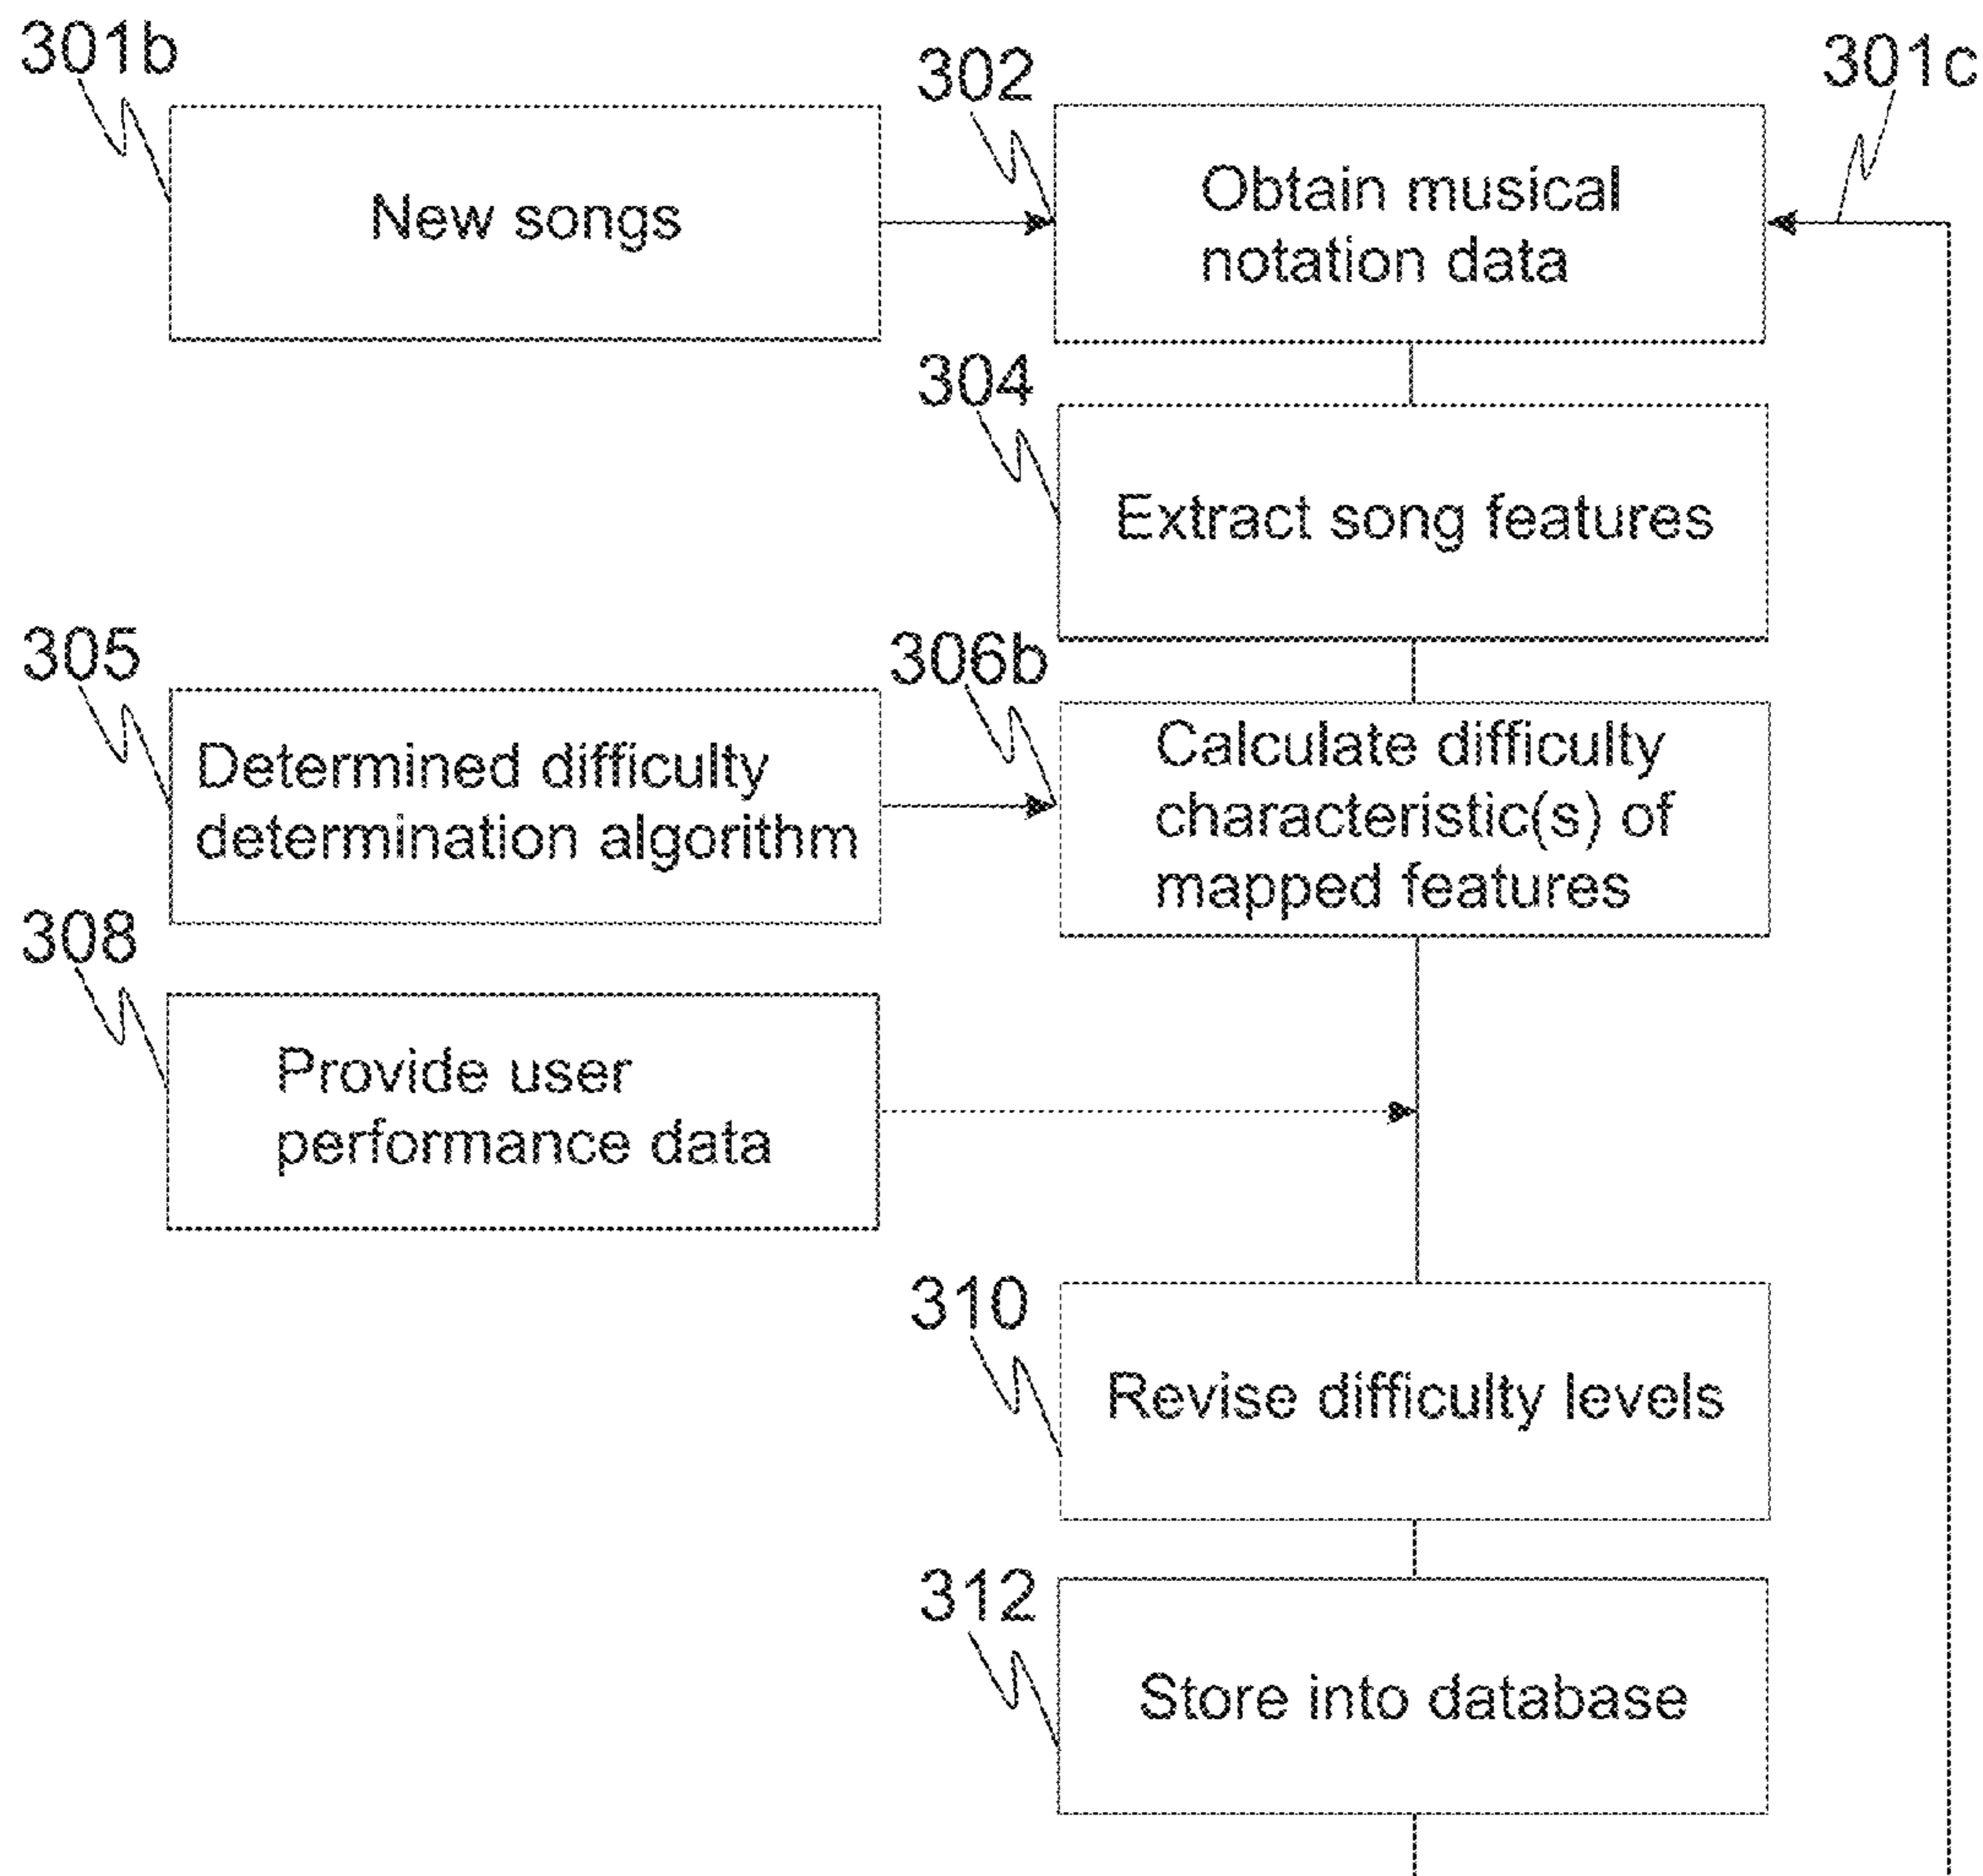 301b
302
301c
New songs
Obtain musical
notation data
304
Extract song features
305
306b
Determined difficulty
determination algorithm
Calculate difficulty
characteristic(s) of
mapped features
308
Provide user
performance data
310
Revise difficulty levels
312
Store into database